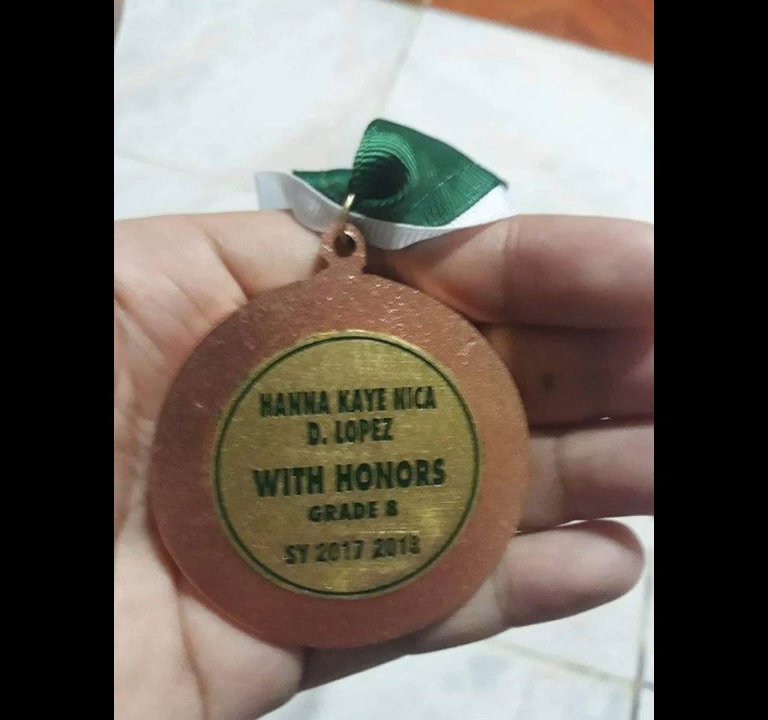 HANNA KAYE NICA
D. LOPEZ
WITH HONORS
GRADE 8
SY 2017 2018